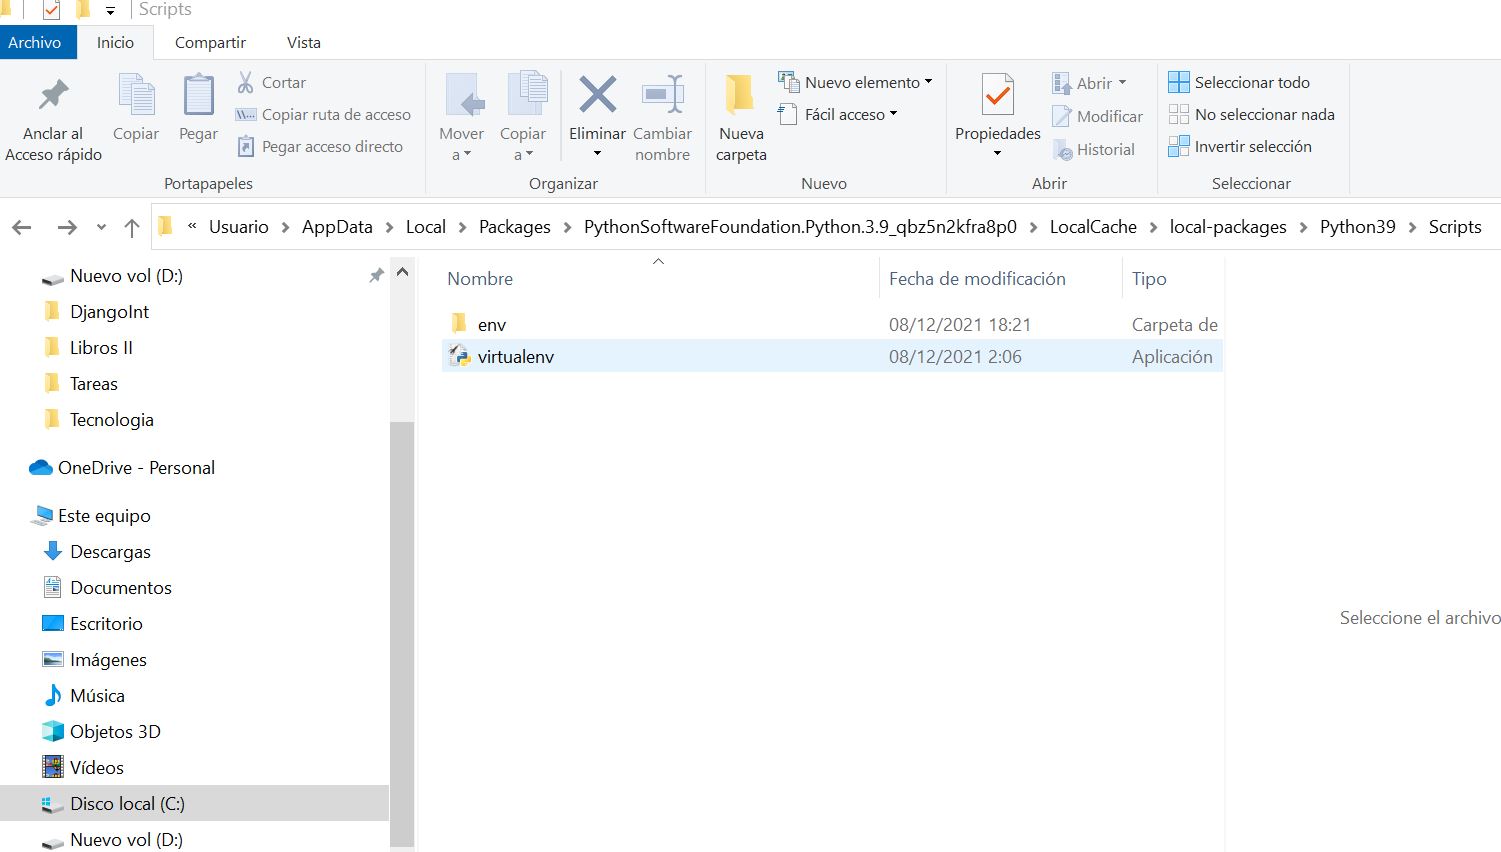 Scripts
Archivo Inicio Compartir Vista
Anclar al Acceso rápido
Copiar
Pegar
Cortar
Copiar ruta de acceso
Pegar acceso directo
Portapapeles
Mover a
Copiar a
Eliminar
Cambiar nombre
Organizar
Nueva carpeta
Nuevo elemento
Fácil acceso
Nuevo
Propiedades
Abrir
Modificar
Historial
Abrir
Seleccionar todo
No seleccionar nada
Invertir selección
Seleccionar
« Usuario > AppData > Local > Packages > PythonSoftwareFoundation.Python.3.9_qbz5n2kfra8p0 > LocalCache > local-packages > Python39 > Scripts
Nuevo vol (D:)
DjangoInt
Libros II
Tareas
Tecnologia
OneDrive - Personal
Este equipo
Descargas
Documentos
Escritorio
Imágenes
Música
Objetos 3D
Vídeos
Disco local (C:)
Nuevo vol (D:)
Nombre Fecha de modificación Tipo
env 08/12/2021 18:21 Carpeta de
virtualenv 08/12/2021 2:06 Aplicación
Seleccione el archivo